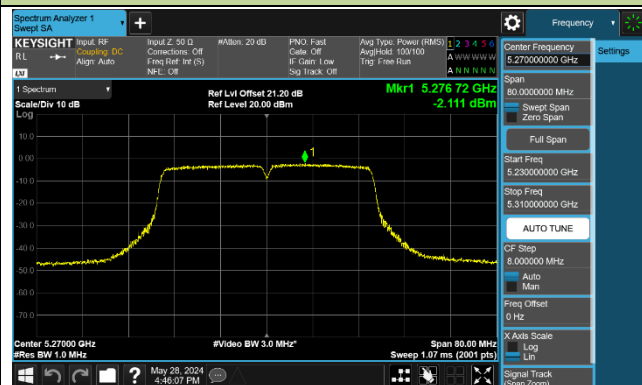 Spectrum Analyzer 1
Swept SA
Frequency
KEYSIGHT
RL
LXI
Input: RF
Coupling: DC
Align: Auto
Input Z: 50 Ω
Corrections: Off
Freq Ref: Int (S)
NFE: Off
#Atten: 20 dB
PNO: Fast
Gate: Off
IF Gain: Low
Sig Track: Off
Avg Type: Power (RMS)
Avg|Hold: 100/100
Trig: Free Run
1 2 3 4 5 6
A W W W W W
A N N N N N
1 Spectrum
Scale/Div 10 dB
Log
Ref Lvl Offset 21.20 dB
Ref Level 20.00 dBm
Mkr1 5.276 72 GHz
-2.111 dBm
1
10.0
0.00
-10.0
-20.0
-30.0
-40.0
-50.0
-60.0
-70.0
Center 5.27000 GHz
#Res BW 1.0 MHz
#Video BW 3.0 MHz*
Span 80.00 MHz
Sweep 1.07 ms (2001 pts)
May 28, 2024
4:46:07 PM
Center Frequency
5.270000000 GHz
Span
80.0000000 MHz
Swept Span
Zero Span
Full Span
Start Freq
5.230000000 GHz
Stop Freq
5.310000000 GHz
AUTO TUNE
CF Step
8.000000 MHz
Auto
Man
Freq Offset
0 Hz
X Axis Scale
Log
Lin
Signal Track
(Span Zoom)
Settings